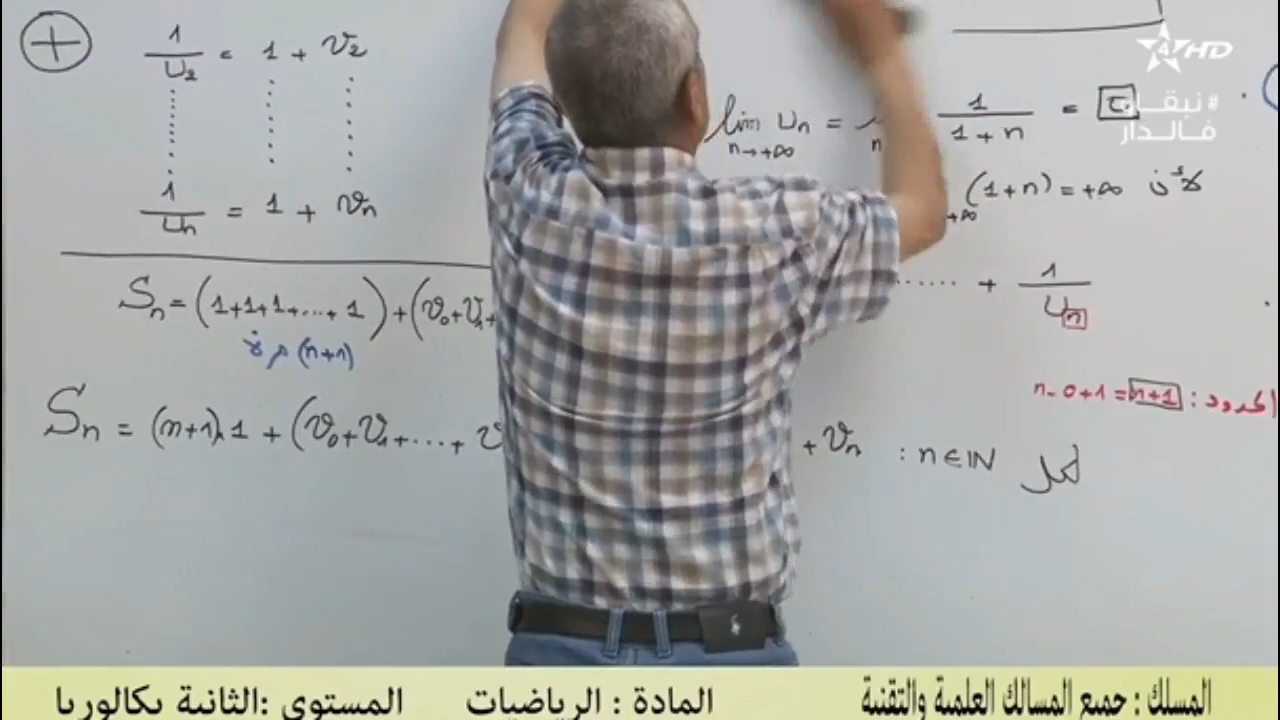 1/U₂ = 1 + V₂
1/Uₙ = 1 + Vₙ
Sₙ = (1+1+1+...+1) + (V₀+V₁+
(n+1) مرة
Sₙ = (n+1)×1 + (V₀+V₁+...+V
+ Vₙ : n∈IN لكل
lim Uₙ =
n→+∞
1/(1+n) =
+∞ (1+n) = +∞ لأن
........ + 1/Uₙ
n-0+1 = n+1 : الحدود
HD
#نبقاو
فالدار
المسلك : جميع المسالك العلمية والتقنية
المادة : الرياضيات
المستوى :الثانية بكالوريا